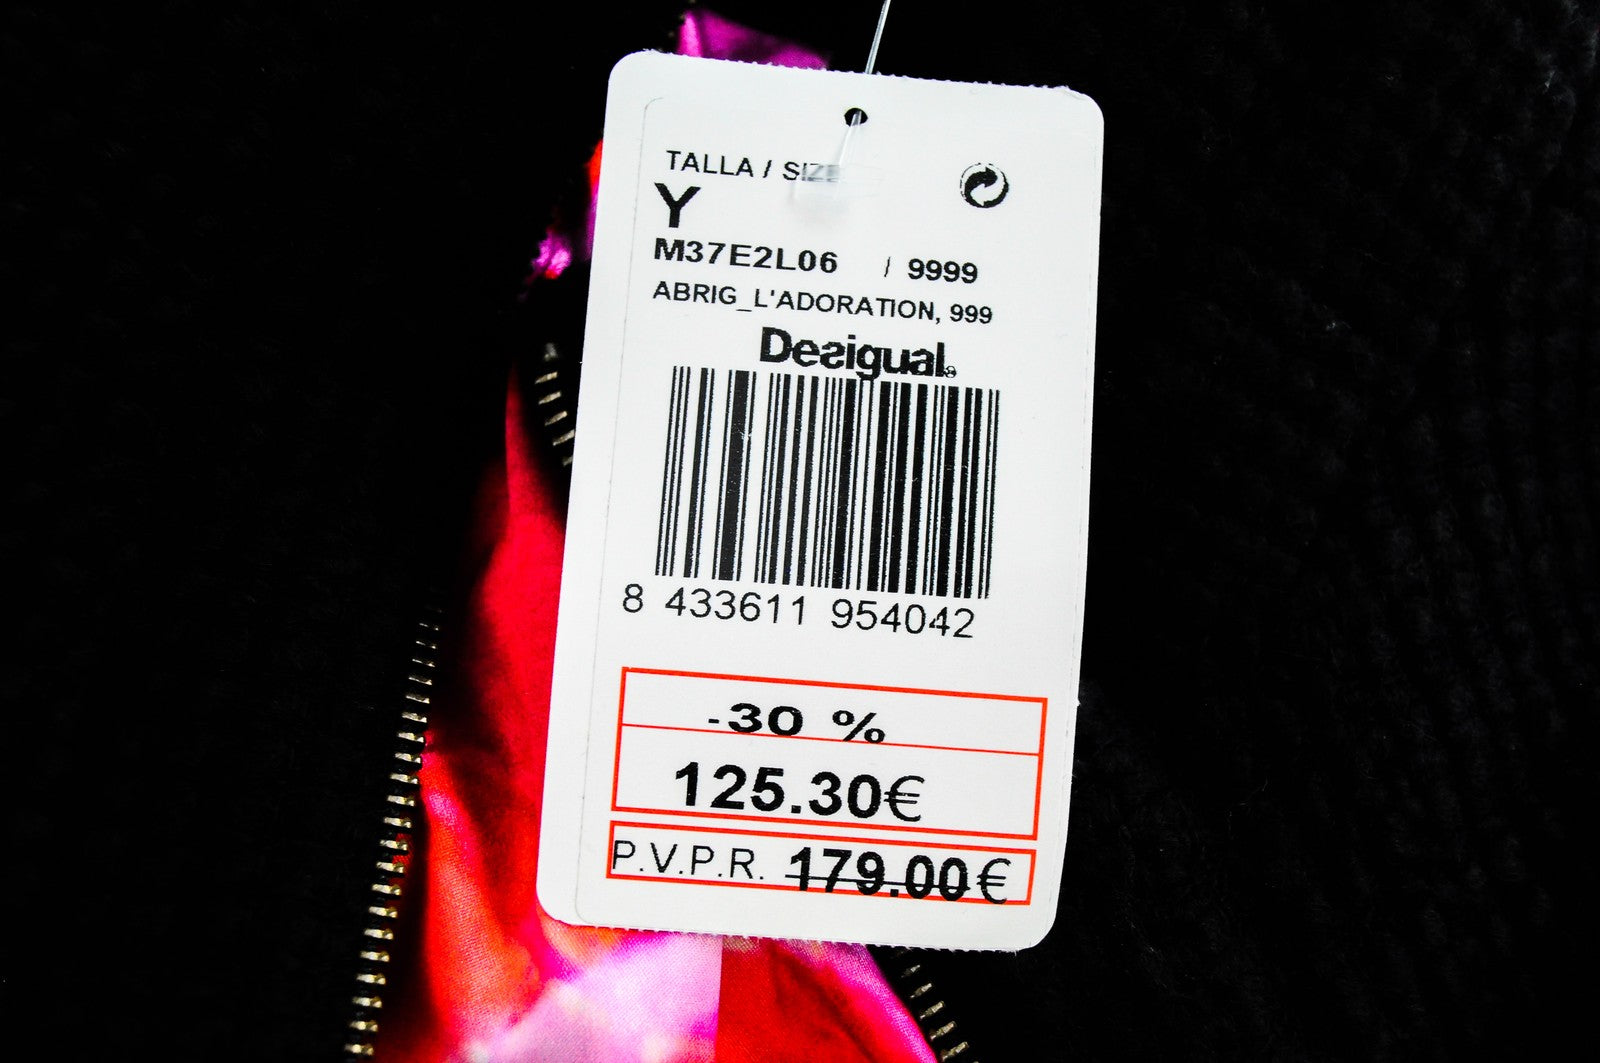 TALLA / SIZE
Y
M37E2L06 / 9999
ABRIG_L'ADORATION, 999
Desigual®
8 433611 954042
-30 %
125.30€
P.V.P.R. 179.00€